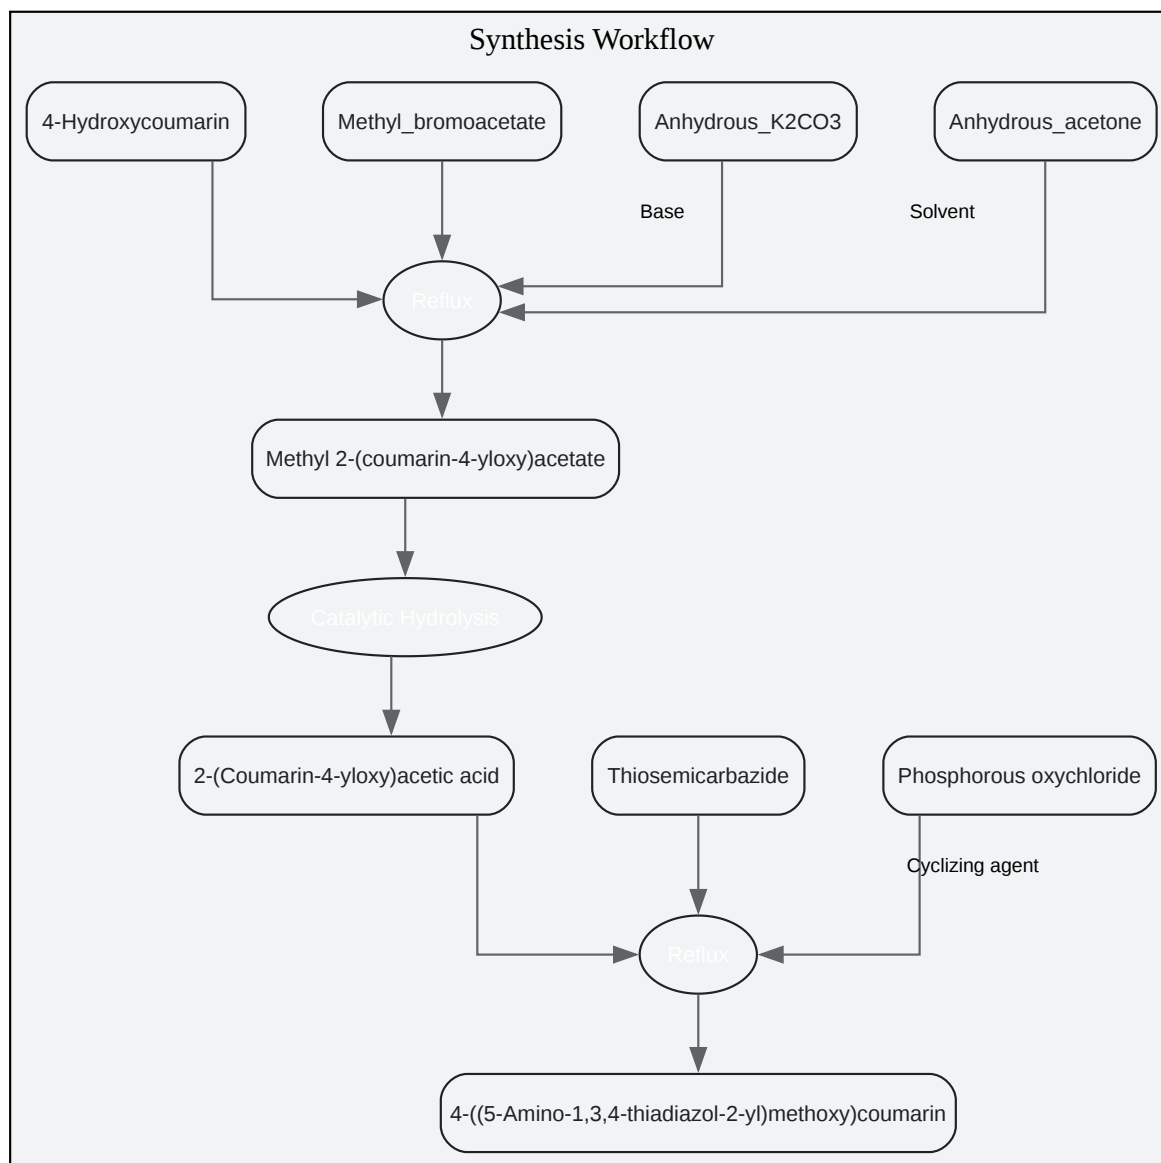 Synthesis Workflow
4-Hydroxycoumarin
Methyl_bromoacetate
Anhydrous_K2CO3
Anhydrous_acetone
Base
Solvent
Reflux
Methyl 2-(coumarin-4-yloxy)acetate
Catalytic Hydrolysis
2-(Coumarin-4-yloxy)acetic acid
Thiosemicarbazide
Phosphorous oxychloride
Cyclizing agent
Reflux
4-((5-Amino-1,3,4-thiadiazol-2-yl)methoxy)coumarin